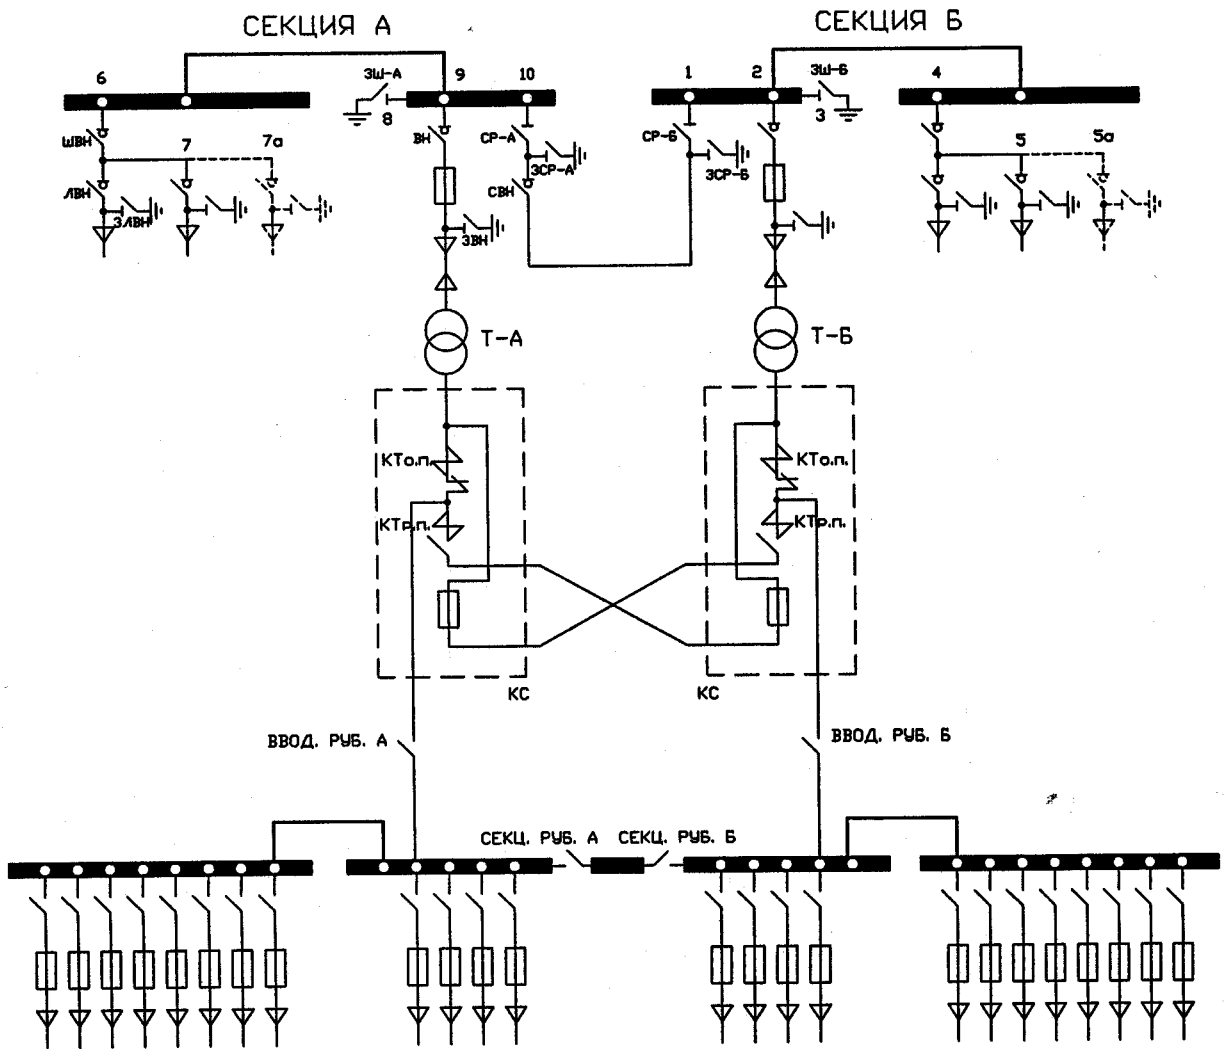 СЕКЦИЯ А
СЕКЦИЯ Б
6
ЗШ-А
9
10
1
2
ЗШ-Б
4
8
3
ШВН
7
7а
ВН
СР-А
СР-Б
5
5а
ЗСР-А
ЗСР-Б
ЛВН
СВН
ЗЛВН
ЗВН
Т-А
Т-Б
КТо.п.
КТо.п.
КТр.п.
КТр.п.
КС
КС
ВВОД. РУБ. А
ВВОД. РУБ. Б
СЕКЦ. РУБ. А
СЕКЦ. РУБ. Б